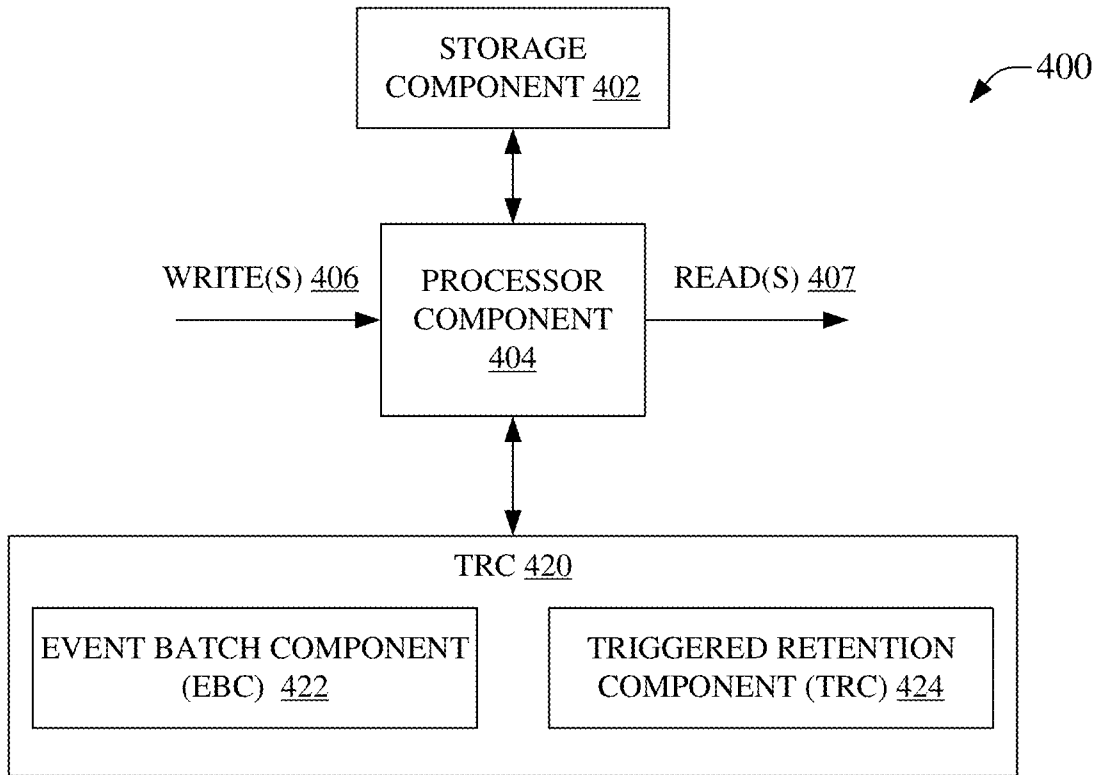 STORAGE
COMPONENT 402
400
WRITE(S) 406
PROCESSOR
COMPONENT
404
READ(S) 407
TRC 420
EVENT BATCH COMPONENT
(EBC) 422
TRIGGERED RETENTION
COMPONENT (TRC) 424